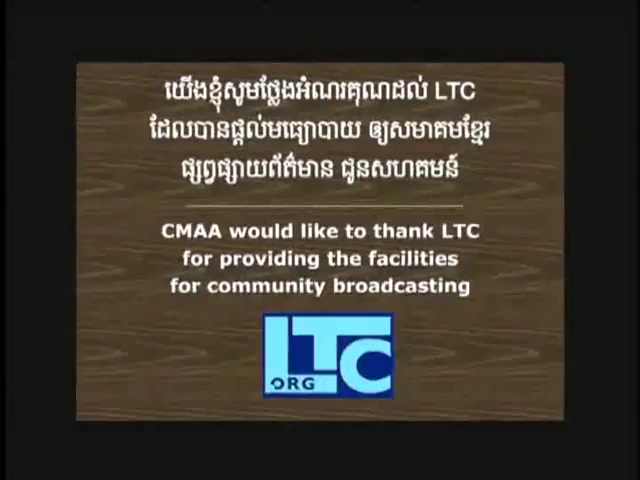 យើងខ្ញុំសូមថ្លែងអំណរគុណដល់ LTC
ដែលបានផ្តល់មធ្យោបាយ ឲ្យសមាគមខ្មែរ
ផ្សព្វផ្សាយព័ត៌មាន ជូនសហគមន៍
CMAA would like to thank LTC
for providing the facilities
for community broadcasting
LTC
.ORG